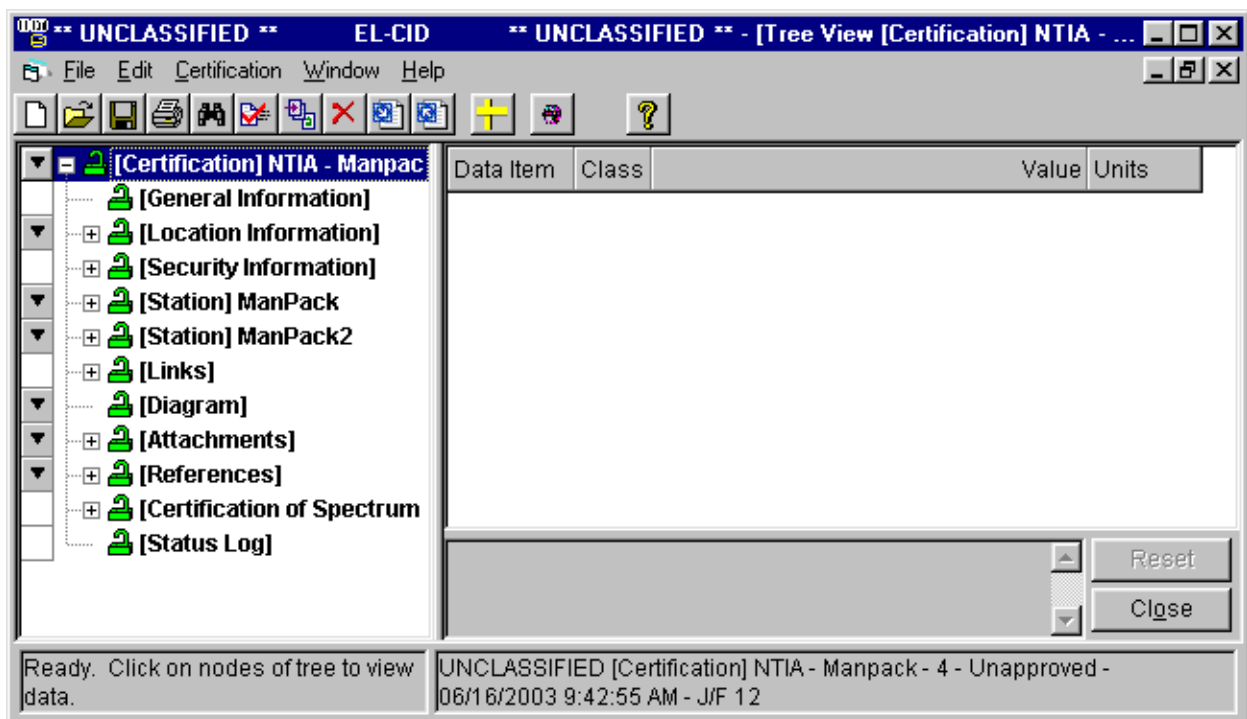 ** UNCLASSIFIED ** EL-CID ** UNCLASSIFIED ** - [Tree View [Certification] NTIA - ...
File Edit Certification Window Help
[Certification] NTIA - Manpac
[General Information]
[Location Information]
[Security Information]
[Station] ManPack
[Station] ManPack2
[Links]
[Diagram]
[Attachments]
[References]
[Certification of Spectrum
[Status Log]
Data Item Class Value Units
Reset
Close
Ready. Click on nodes of tree to view
data.
UNCLASSIFIED [Certification] NTIA - Manpack - 4 - Unapproved -
06/16/2003 9:42:55 AM - J/F 12